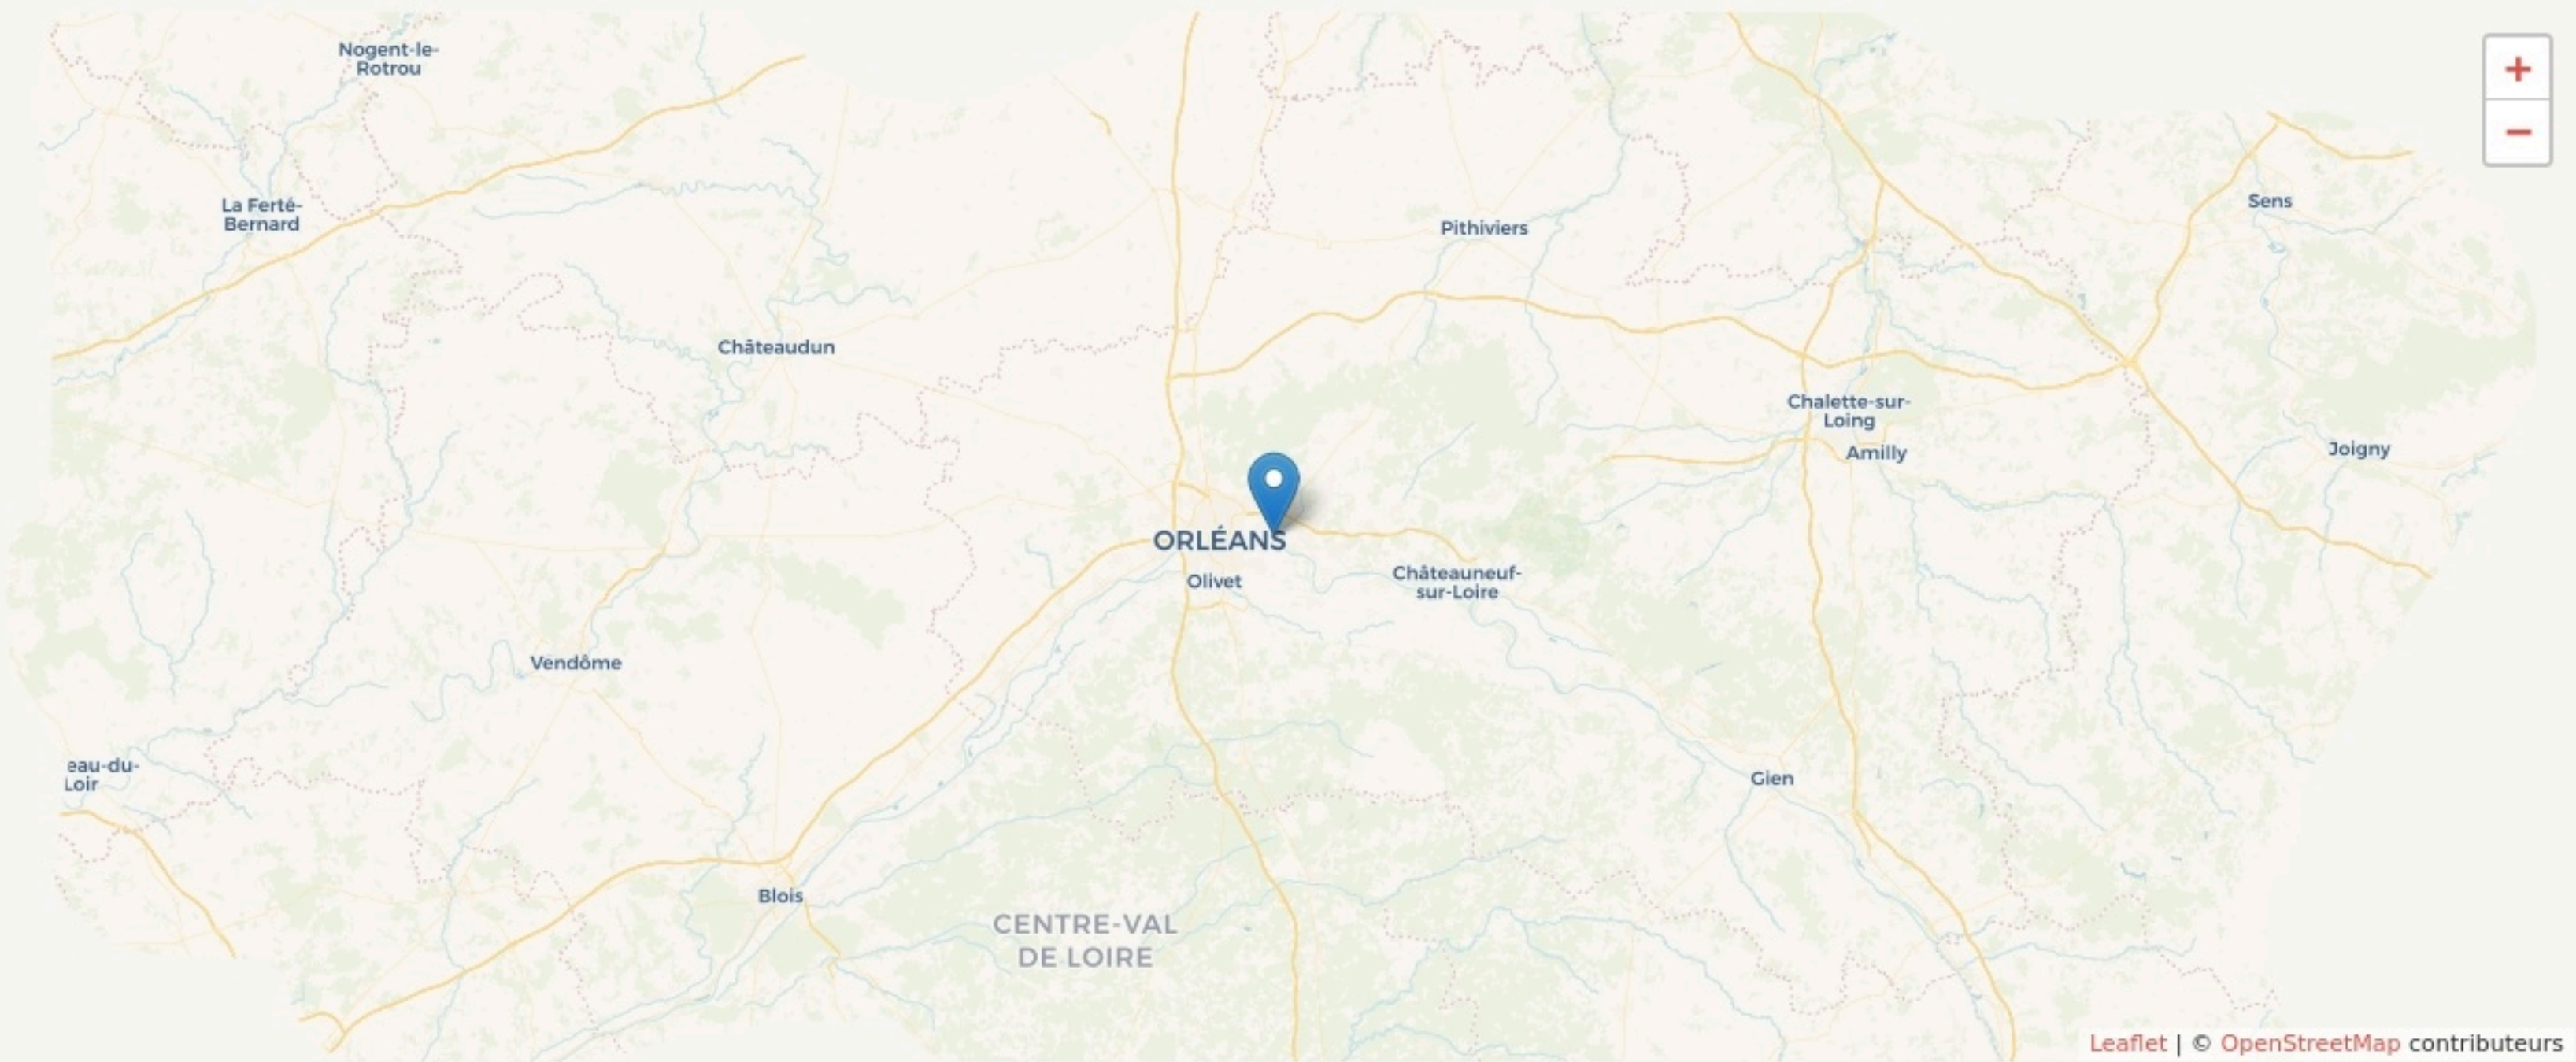 Nogent-le-
Rotrou
+
−
La Ferté-
Bernard
Sens
Pithiviers
Châteaudun
Chalette-sur-
Loing
Amilly
Joigny
ORLÉANS
Olivet
Châteauneuf-
sur-Loire
Vendôme
eau-du-
Loir
Gien
Blois
CENTRE-VAL
DE LOIRE
Leaflet | © OpenStreetMap contributeurs